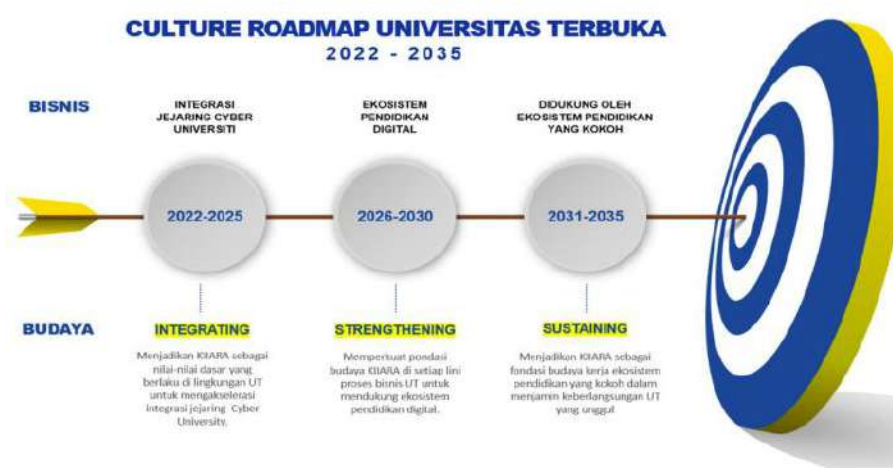 CULTURE ROADMAP UNIVERSITAS TERBUKA
2022 - 2035
BISNIS
INTEGRASI
JEJARING CYBER
UNIVERSITI
EKOSISTEM
PENDIDIKAN
DIGITAL
DIDUKUNG OLEH
EKOSISTEM PENDIDIKAN
YANG KOKOH
2022-2025
2026-2030
2031-2035
BUDAYA
INTEGRATING
Menjadikan KIIARA sebagai
nilai-nilai dasar yang
berlaku di lingkungan UT
untuk mengakselerasi
integrasi jejaring Cyber
University.
STRENGTHENING
Memperkuat pondasi
budaya KIIARA di setiap lini
proses bisnis UT untuk
mendukung ekosistem
pendidikan digital.
SUSTAINING
Menjadikan KIIARA sebagai
fondasi budaya kerja ekosistem
pendidikan yang kokoh dalam
menjamin keberlangsungan UT
yang unggul